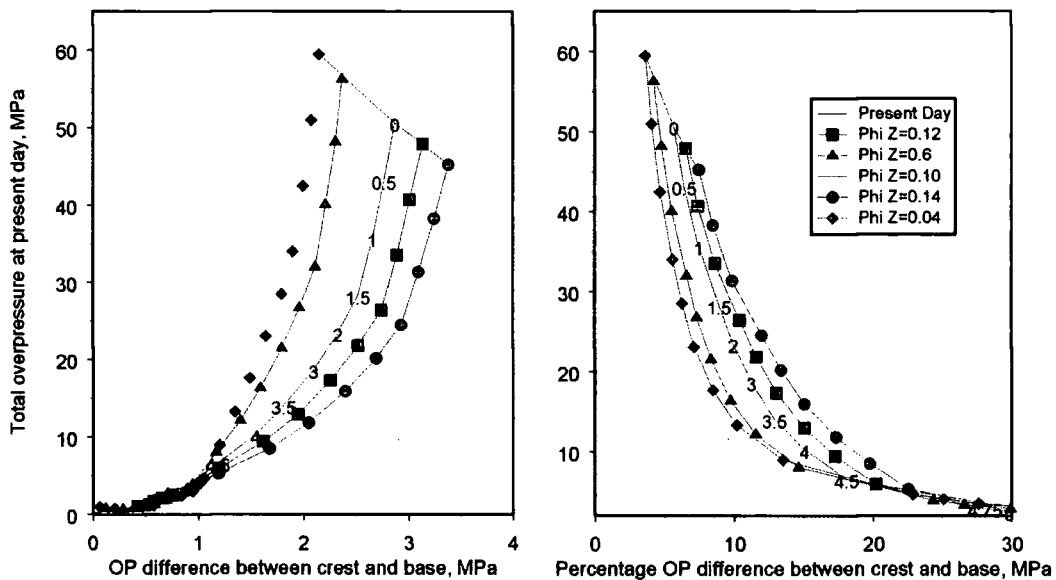 Total overpressure at present day, MPa
60
50
40
30
20
10
0
0
0.5
1
1.5
2
3
3.5
4
0 1 2 3 4
OP difference between crest and base, MPa
60
50
40
30
20
10
0
0.5
1
1.5
2
3
3.5
4
4.5
4.75
Present Day
Phi Z=0.12
Phi Z=0.6
Phi Z=0.10
Phi Z=0.14
Phi Z=0.04
0 10 20 30
Percentage OP difference between crest and base, MPa